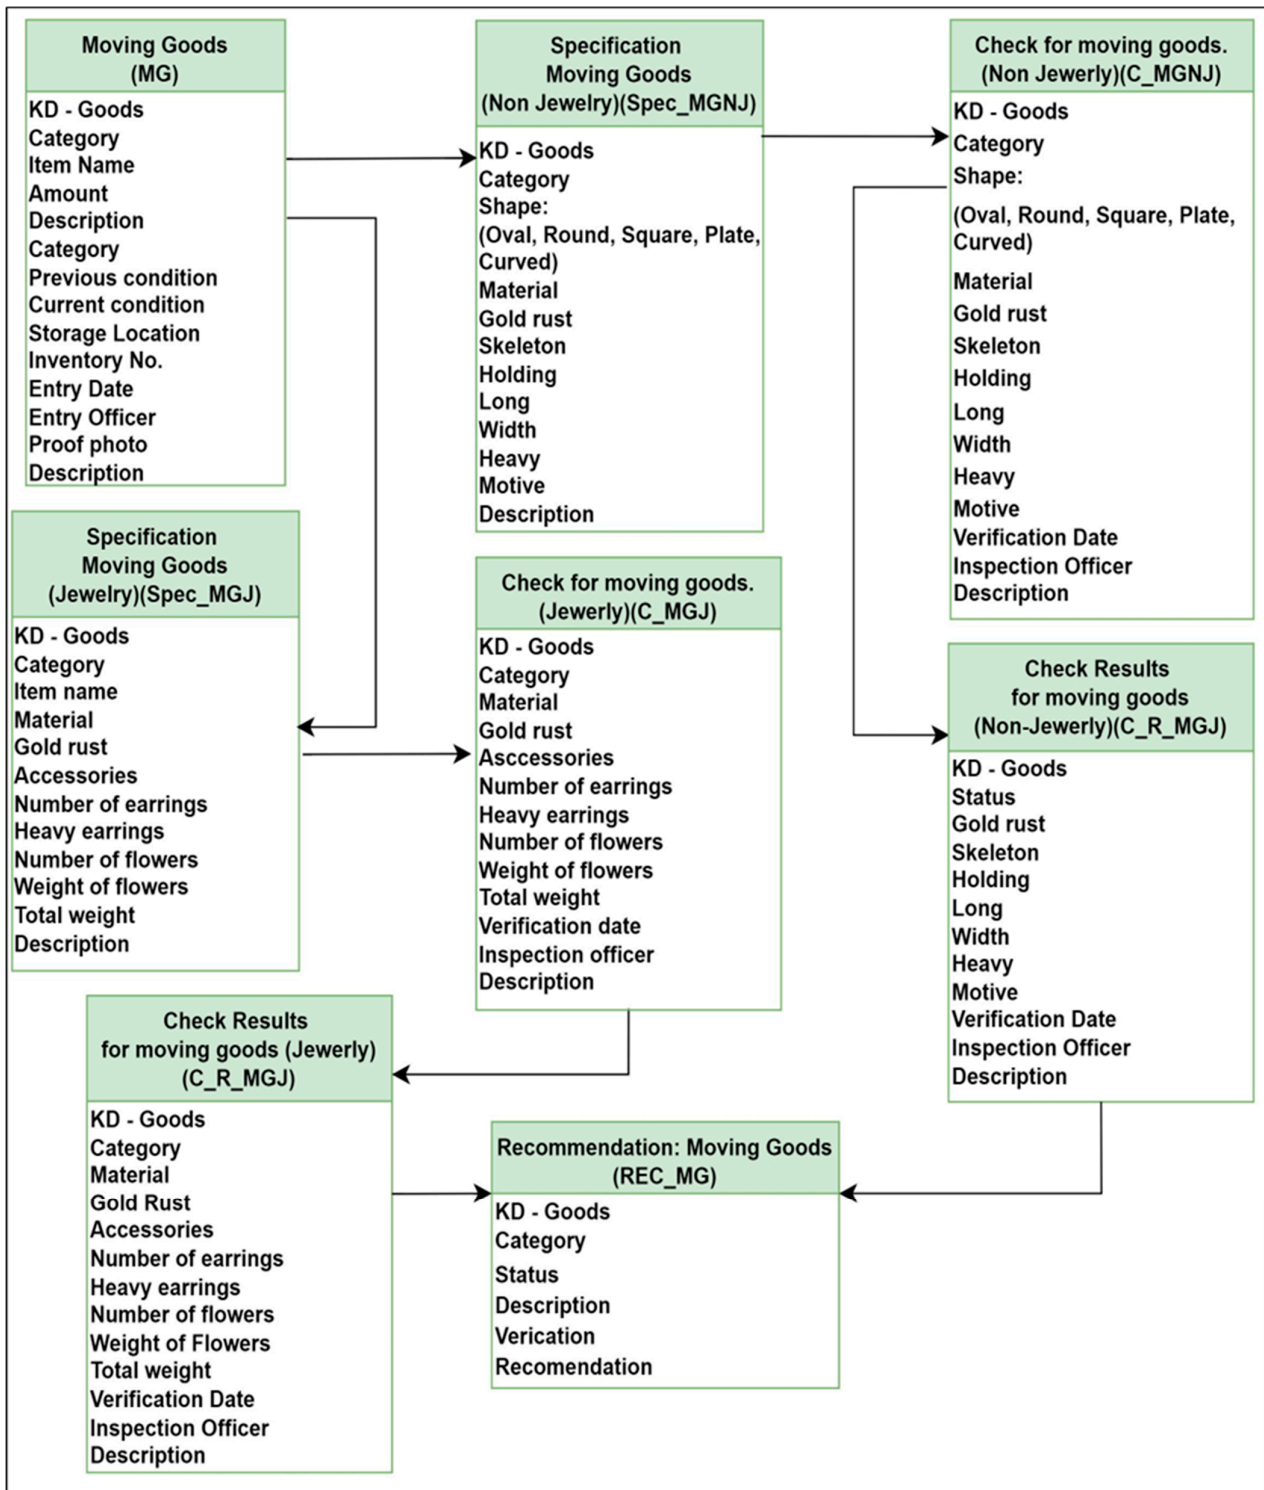 Moving Goods
(MG)
KD - Goods
Category
Item Name
Amount
Description
Category
Previous condition
Current condition
Storage Location
Inventory No.
Entry Date
Entry Officer
Proof photo
Description
Specification
Moving Goods
(Non Jewelry)(Spec_MGNJ)
KD - Goods
Category
Shape:
(Oval, Round, Square, Plate,
Curved)
Material
Gold rust
Skeleton
Holding
Long
Width
Heavy
Motive
Description
Check for moving goods.
(Non Jewerly)(C_MGNJ)
KD - Goods
Category
Shape:
(Oval, Round, Square, Plate,
Curved)
Material
Gold rust
Skeleton
Holding
Long
Width
Heavy
Motive
Verification Date
Inspection Officer
Description
Specification
Moving Goods
(Jewelry)(Spec_MGJ)
KD - Goods
Category
Item name
Material
Gold rust
Accessories
Number of earrings
Heavy earrings
Number of flowers
Weight of flowers
Total weight
Description
Check for moving goods.
(Jewerly)(C_MGJ)
KD - Goods
Category
Material
Gold rust
Asccessories
Number of earrings
Heavy earrings
Number of flowers
Weight of flowers
Total weight
Verification date
Inspection officer
Description
Check Results
for moving goods
(Non-Jewerly)(C_R_MGJ)
KD - Goods
Status
Gold rust
Skeleton
Holding
Long
Width
Heavy
Motive
Verification Date
Inspection Officer
Description
Check Results
for moving goods (Jewerly)
(C_R_MGJ)
KD - Goods
Category
Material
Gold Rust
Accessories
Number of earrings
Heavy earrings
Number of flowers
Weight of Flowers
Total weight
Verification Date
Inspection Officer
Description
Recommendation: Moving Goods
(REC_MG)
KD - Goods
Category
Status
Description
Verication
Recomendation